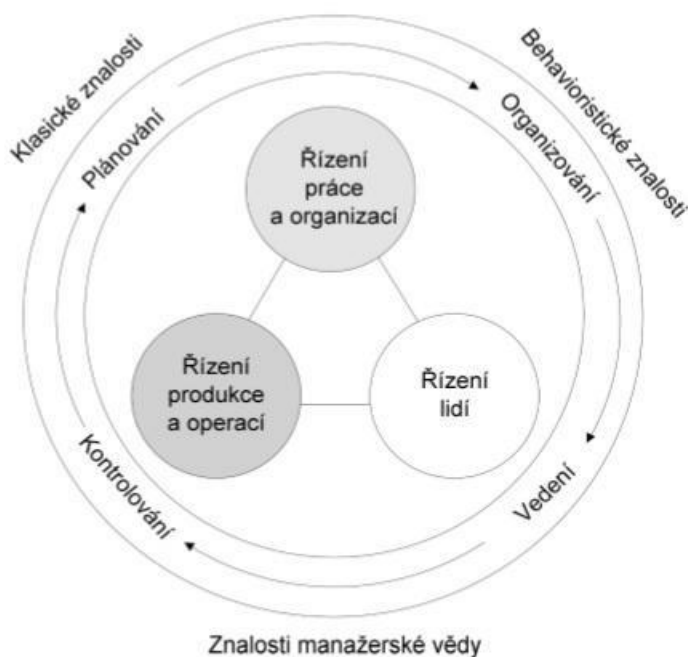 Klasické znalosti
Behavioristické znalosti
Plánování
Organizování
Řízení
práce
a organizací
Řízení
produkce
a operací
Řízení
lidí
Kontrolování
Vedení
Znalosti manažerské vědy